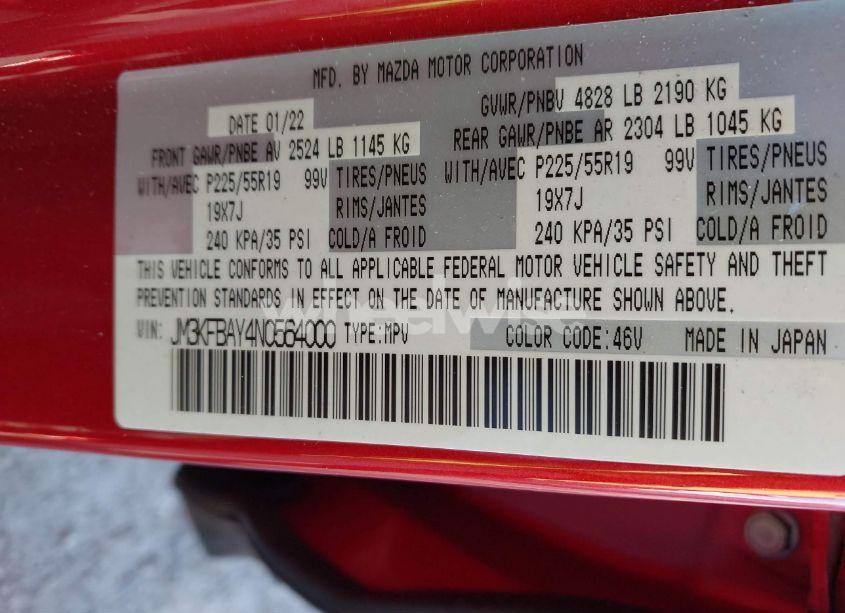 MFD. BY MAZDA MOTOR CORPORATION
DATE 01/22 GVWR/PNBV 4828 LB 2190 KG
FRONT GAWR/PNBE AV 2524 LB 1145 KG REAR GAWR/PNBE AR 2304 LB 1045 KG
WITH/AVEC P225/55R19 99V TIRES/PNEUS WITH/AVEC P225/55R19 99V TIRES/PNEUS
19X7J RIMS/JANTES 19X7J RIMS/JANTES
240 KPA/35 PSI COLD/A FROID 240 KPA/35 PSI COLD/A FROID
THIS VEHICLE CONFORMS TO ALL APPLICABLE FEDERAL MOTOR VEHICLE SAFETY AND THEFT
PREVENTION STANDARDS IN EFFECT ON THE DATE OF MANUFACTURE SHOWN ABOVE.
wheelwise
VIN: JM3KFBAY4N0564000 TYPE:MPV COLOR CODE:46V MADE IN JAPAN